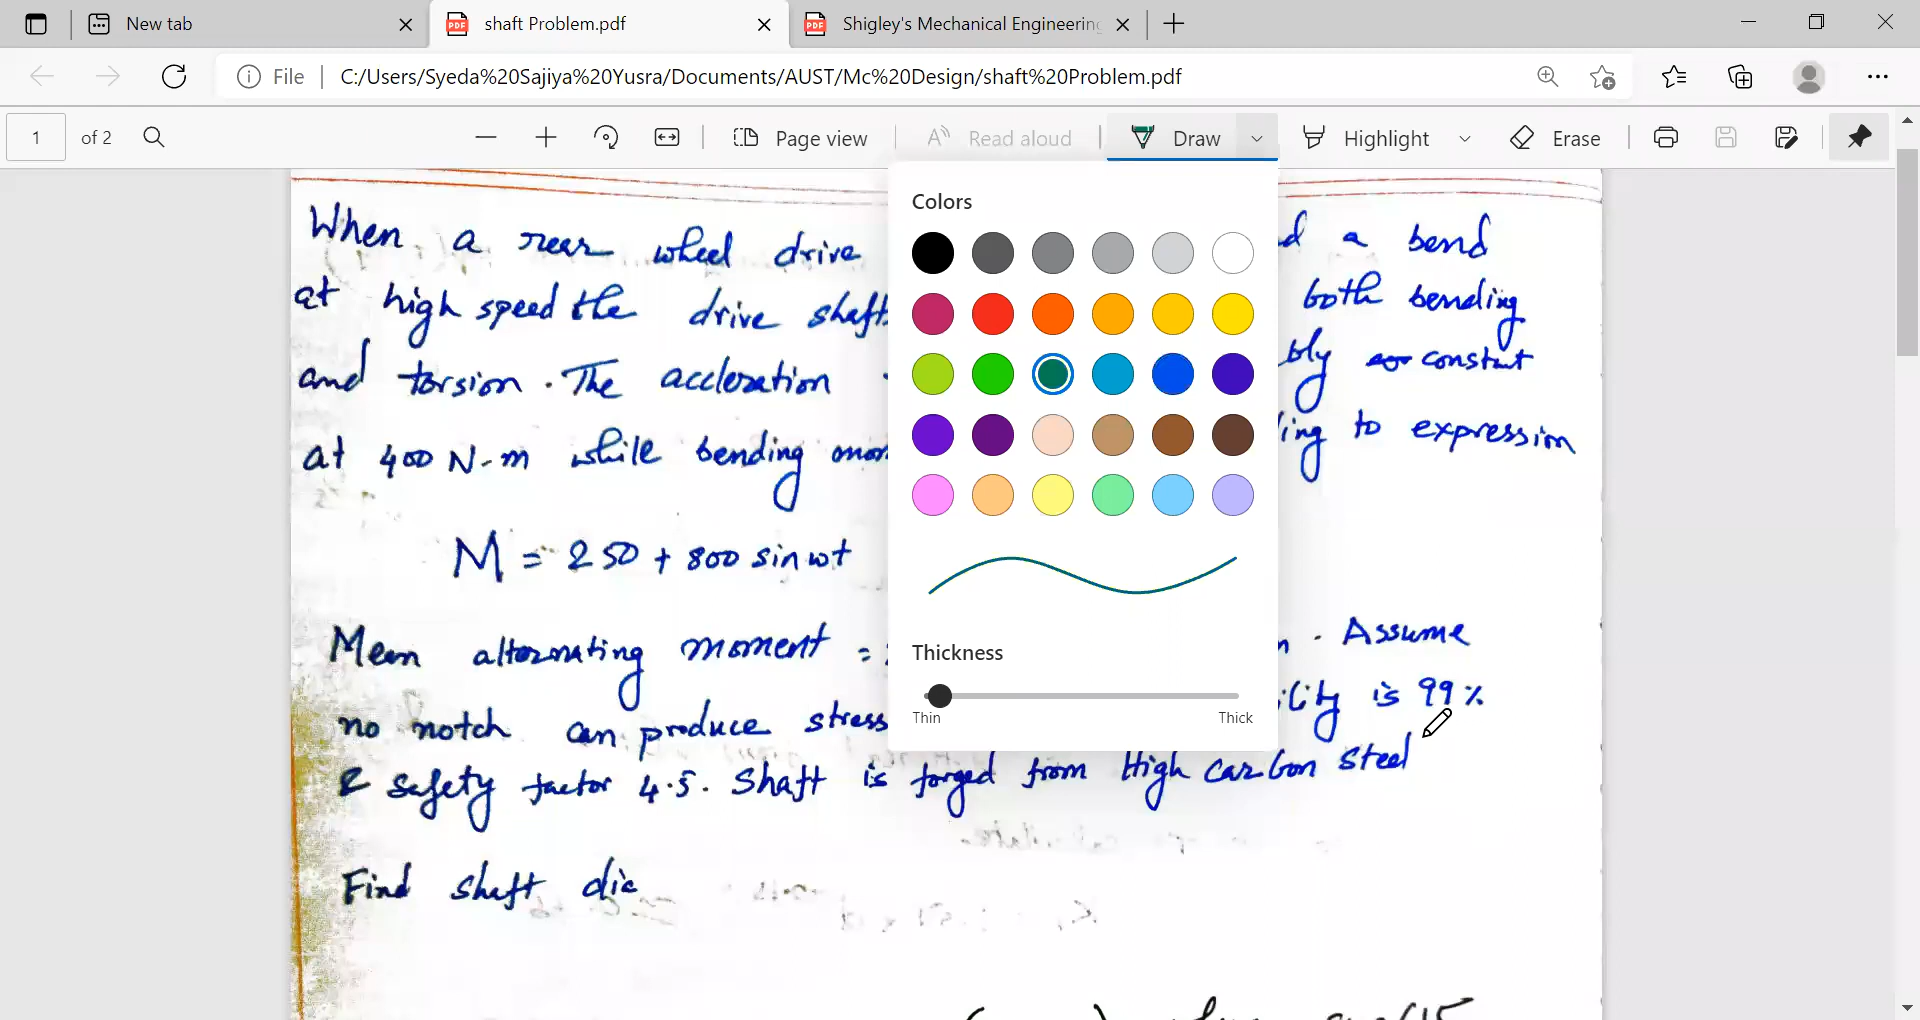 New tab
shaft Problem.pdf
Shigley's Mechanical Engineering
File
C:/Users/Syeda%20Sajiya%20Yusra/Documents/AUST/Mc%20Design/shaft%20Problem.pdf
1 of 2
Page view
Read aloud
Draw
Highlight
Erase
Colors
Thickness
Thin
Thick
When a rear wheel drive a bend
at high speed the drive shaft both bending
and torsion. The accleration constnt
at 400 N-m while bending to expression
M = 250 + 800 sin wt
Mean alternating moment = . Assume
no notch can produce stress is 99%
& safety factor 4.5. Shaft is forged from High carbon steel
Find shaft dia